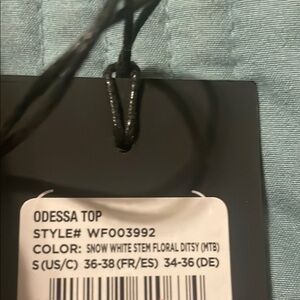 ODESSA TOP
STYLE# WF003992
COLOR: SNOW WHITE STEM FLORAL DITSY (MTB)
S(US/C) 36-38(FR/ES) 34-36(DE)